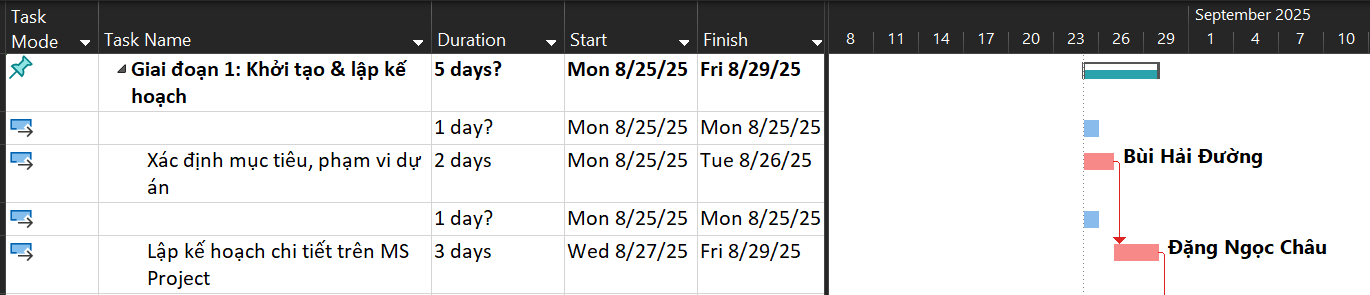 Task
Mode
Task Name
Duration
Start
Finish
September 2025
8 11 14 17 20 23 26 29 1 4 7 10
Giai đoạn 1: Khởi tạo & lập kế
hoạch
5 days?
Mon 8/25/25
Fri 8/29/25
1 day?
Mon 8/25/25
Mon 8/25/25
Xác định mục tiêu, phạm vi dự
án
2 days
Mon 8/25/25
Tue 8/26/25
Bùi Hải Đường
1 day?
Mon 8/25/25
Mon 8/25/25
Lập kế hoạch chi tiết trên MS
Project
3 days
Wed 8/27/25
Fri 8/29/25
Đặng Ngọc Châu